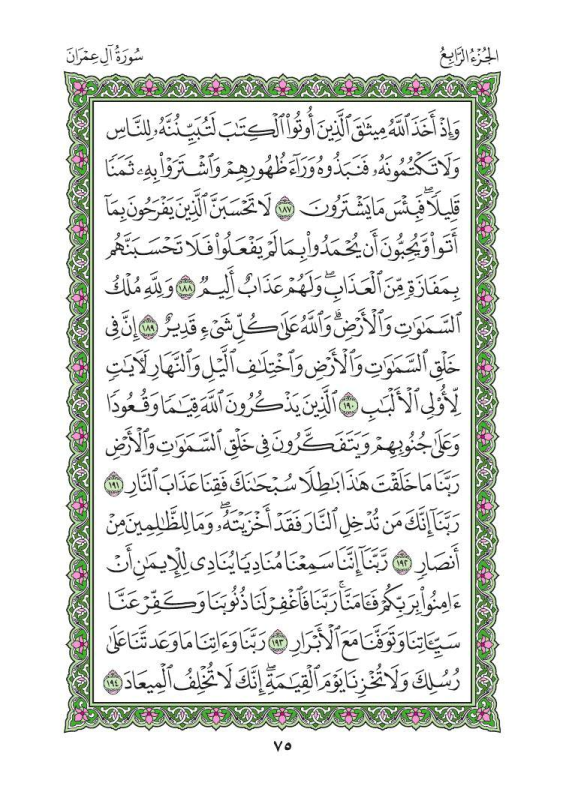 الجُزْءُ الرَّابِعُ
سُورَةُ آلِ عِمْرَانَ
وَإِذْ أَخَذَ ٱللَّهُ مِيثَٰقَ ٱلَّذِينَ أُوتُوا۟ ٱلْكِتَٰبَ لَتُبَيِّنُنَّهُۥ لِلنَّاسِ
وَلَا تَكْتُمُونَهُۥ فَنَبَذُوهُ وَرَآءَ ظُهُورِهِمْ وَٱشْتَرَوْا۟ بِهِۦ ثَمَنًا
قَلِيلًا ۖ فَبِئْسَ مَا يَشْتَرُونَ ١٨٧ لَا تَحْسَبَنَّ ٱلَّذِينَ يَفْرَحُونَ بِمَآ
أَتَوا۟ وَّيُحِبُّونَ أَن يُحْمَدُوا۟ بِمَا لَمْ يَفْعَلُوا۟ فَلَا تَحْسَبَنَّهُم
بِمَفَازَةٍ مِّنَ ٱلْعَذَابِ ۖ وَلَهُمْ عَذَابٌ أَلِيمٌ ١٨٨ وَلِلَّهِ مُلْكُ
ٱلسَّمَٰوَٰتِ وَٱلْأَرْضِ ۗ وَٱللَّهُ عَلَىٰ كُلِّ شَىْءٍ قَدِيرٌ ١٨٩ إِنَّ فِى
خَلْقِ ٱلسَّمَٰوَٰتِ وَٱلْأَرْضِ وَٱخْتِلَٰفِ ٱلَّيْلِ وَٱلنَّهَارِ لَءَايَٰتٍ
لِّأُو۟لِى ٱلْأَلْبَٰبِ ١٩٠ ٱلَّذِينَ يَذْكُرُونَ ٱللَّهَ قِيَٰمًا وَقُعُودًا
وَعَلَىٰ جُنُوبِهِمْ وَيَتَفَكَّرُونَ فِى خَلْقِ ٱلسَّمَٰوَٰتِ وَٱلْأَرْضِ
رَبَّنَا مَا خَلَقْتَ هَٰذَا بَٰطِلًا سُبْحَٰنَكَ فَقِنَا عَذَابَ ٱلنَّارِ ١٩١
رَبَّنَآ إِنَّكَ مَن تُدْخِلِ ٱلنَّارَ فَقَدْ أَخْزَيْتَهُۥ ۖ وَمَا لِلظَّٰلِمِينَ مِنْ
أَنصَارٍ ١٩٢ رَّبَّنَآ إِنَّنَا سَمِعْنَا مُنَادِيًا يُنَادِى لِلْإِيمَٰنِ أَنْ
ءَامِنُوا۟ بِرَبِّكُمْ فَـَٔامَنَّا ۚ رَبَّنَا فَٱغْفِرْ لَنَا ذُنُوبَنَا وَكَفِّرْ عَنَّا
سَيِّـَٔاتِنَا وَتَوَفَّنَا مَعَ ٱلْأَبْرَارِ ١٩٣ رَبَّنَا وَءَاتِنَا مَا وَعَدتَّنَا عَلَىٰ
رُسُلِكَ وَلَا تُخْزِنَا يَوْمَ ٱلْقِيَٰمَةِ ۗ إِنَّكَ لَا تُخْلِفُ ٱلْمِيعَادَ ١٩٤
٧٥